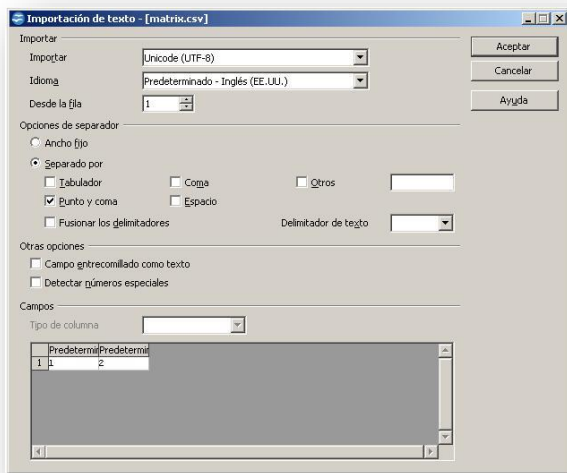 Importación de texto - [matrix.csv]
Importar
Importar Unicode (UTF-8)
Idioma Predeterminado - Inglés (EE.UU.)
Desde la fila 1
Aceptar
Cancelar
Ayuda
Opciones de separador
Ancho fijo
Separado por
Tabulador Coma Otros
Punto y coma Espacio
Fusionar los delimitadores Delimitador de texto
Otras opciones
Campo entrecomillado como texto
Detectar números especiales
Campos
Tipo de columna
Predetermin Predetermin
1 1 2